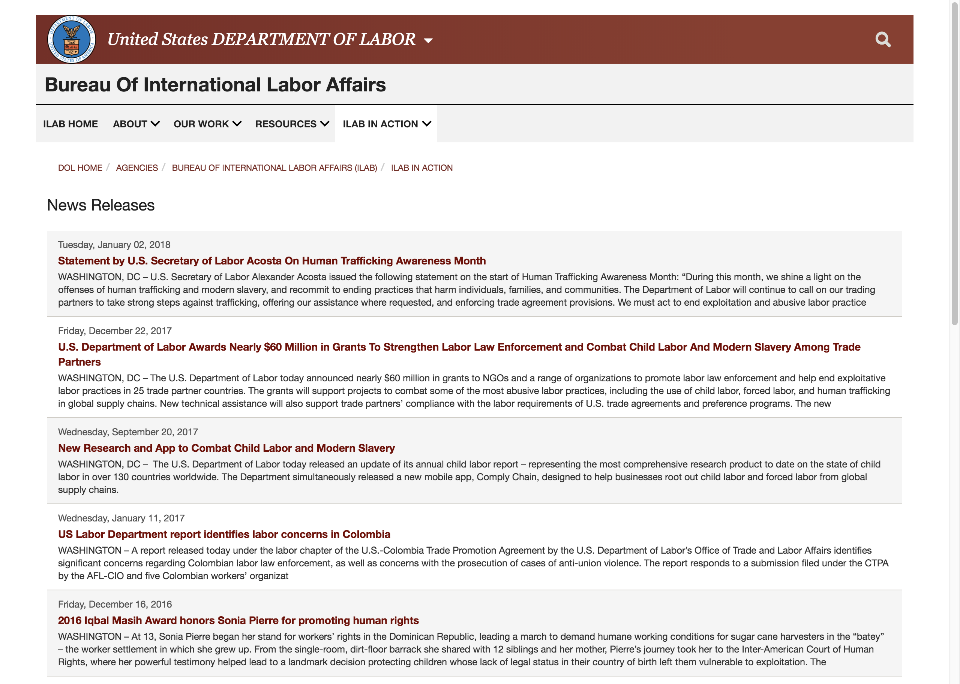 United States DEPARTMENT OF LABOR
Bureau Of International Labor Affairs
ILAB HOME ABOUT OUR WORK RESOURCES ILAB IN ACTION
DOL HOME / AGENCIES / BUREAU OF INTERNATIONAL LABOR AFFAIRS (ILAB) / ILAB IN ACTION
News Releases
Tuesday, January 02, 2018
Statement by U.S. Secretary of Labor Acosta On Human Trafficking Awareness Month
WASHINGTON, DC – U.S. Secretary of Labor Alexander Acosta issued the following statement on the start of Human Trafficking Awareness Month: “During this month, we shine a light on the
offenses of human trafficking and modern slavery, and recommit to ending practices that harm individuals, families, and communities. The Department of Labor will continue to call on our trading
partners to take strong steps against trafficking, offering our assistance where requested, and enforcing trade agreement provisions. We must act to end exploitation and abusive labor practice
Friday, December 22, 2017
U.S. Department of Labor Awards Nearly $60 Million in Grants To Strengthen Labor Law Enforcement and Combat Child Labor And Modern Slavery Among Trade
Partners
WASHINGTON, DC – The U.S. Department of Labor today announced nearly $60 million in grants to NGOs and a range of organizations to promote labor law enforcement and help end exploitative
labor practices in 25 trade partner countries. The grants will support projects to combat some of the most abusive labor practices, including the use of child labor, forced labor, and human trafficking
in global supply chains. New technical assistance will also support trade partners’ compliance with the labor requirements of U.S. trade agreements and preference programs. The new
Wednesday, September 20, 2017
New Research and App to Combat Child Labor and Modern Slavery
WASHINGTON, DC – The U.S. Department of Labor today released an update of its annual child labor report – representing the most comprehensive research product to date on the state of child
labor in over 130 countries worldwide. The Department simultaneously released a new mobile app, Comply Chain, designed to help businesses root out child labor and forced labor from global
supply chains.
Wednesday, January 11, 2017
US Labor Department report identifies labor concerns in Colombia
WASHINGTON – A report released today under the labor chapter of the U.S.-Colombia Trade Promotion Agreement by the U.S. Department of Labor’s Office of Trade and Labor Affairs identifies
significant concerns regarding Colombian labor law enforcement, as well as concerns with the prosecution of cases of anti-union violence. The report responds to a submission filed under the CTPA
by the AFL-CIO and five Colombian workers’ organizat
Friday, December 16, 2016
2016 Iqbal Masih Award honors Sonia Pierre for promoting human rights
WASHINGTON – At 13, Sonia Pierre began her stand for workers’ rights in the Dominican Republic, leading a march to demand humane working conditions for sugar cane harvesters in the “batey”
– the worker settlement in which she grew up. From the single-room, dirt-floor barrack she shared with 12 siblings and her mother, Pierre’s journey took her to the Inter-American Court of Human
Rights, where her powerful testimony helped lead to a landmark decision protecting children whose lack of legal status in their country of birth left them vulnerable to exploitation. The